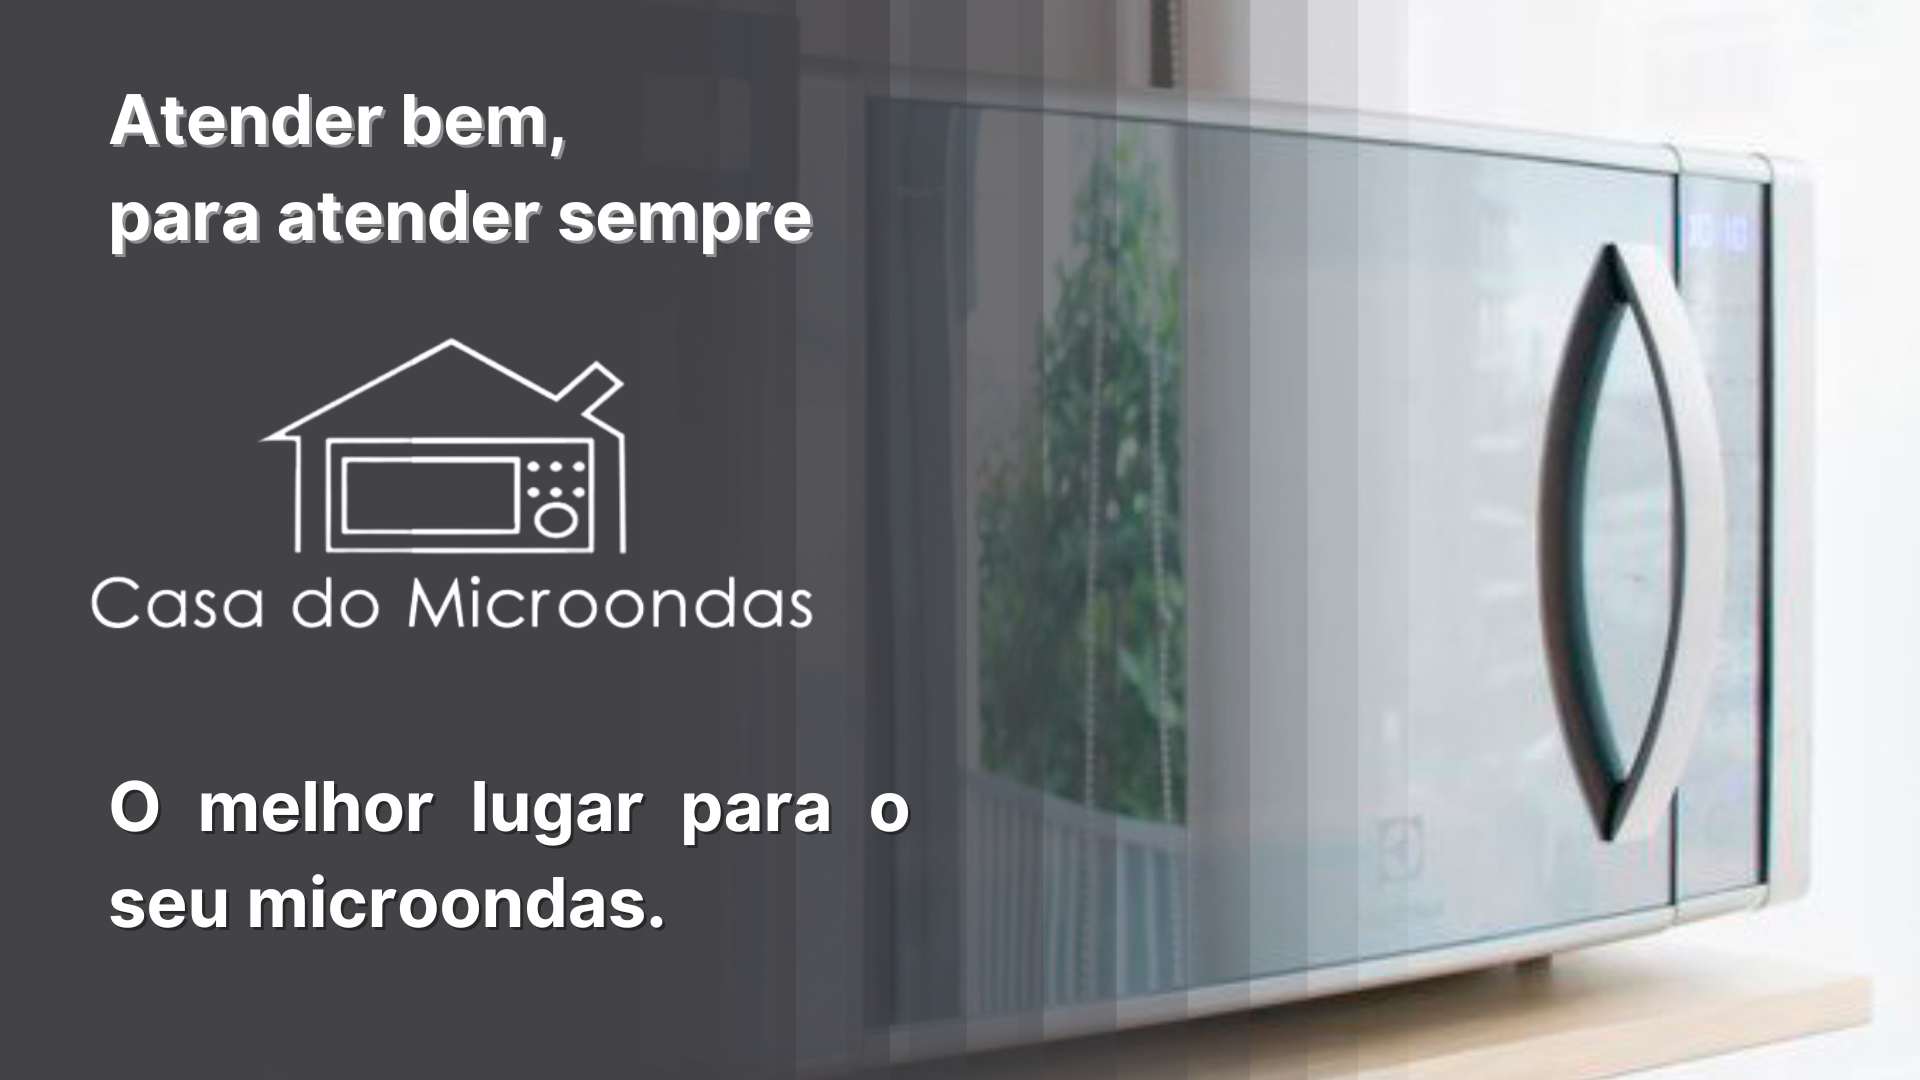 Atender bem,
para atender sempre
Casa do Microondas
O melhor lugar para o
seu microondas.